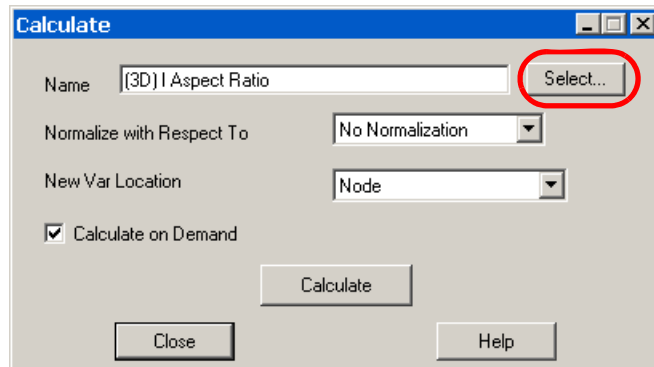 Calculate
Name (3D) I Aspect Ratio Select...
Normalize with Respect To No Normalization
New Var Location Node
Calculate on Demand
Calculate
Close Help